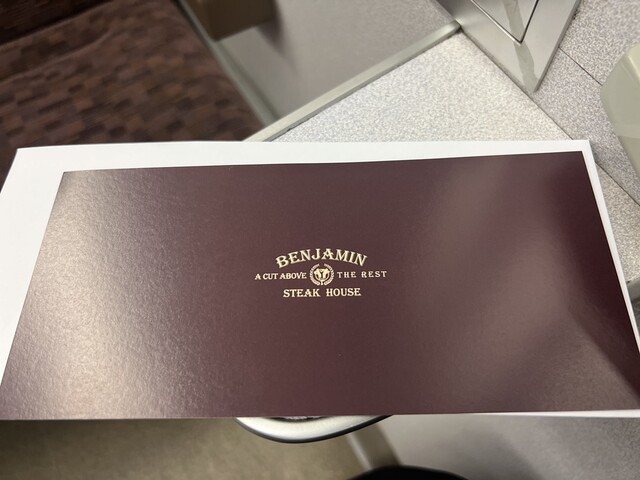 BENJAMIN
A CUT ABOVE THE REST
STEAK HOUSE